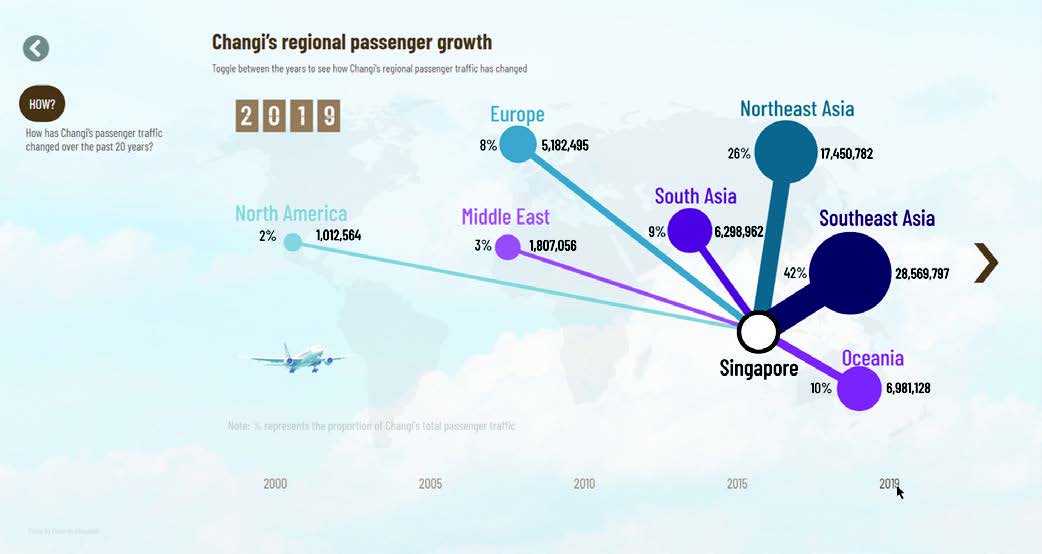 Changi's regional passenger growth
Toggle between the years to see how Changi's regional passenger traffic has changed
HOW?
How has Changi's passenger traffic
changed over the past 20 years?
2019
Europe
8% 5,182,495
Northeast Asia
26% 17,450,782
South Asia
9% 6,298,962
North America
2% 1,012,564
Middle East
3% 1,807,056
Southeast Asia
42% 28,569,797
Singapore
Oceania
10% 6,981,128
Note: % represents the proportion of Changi's total passenger traffic
2000 2005 2010 2015 2019